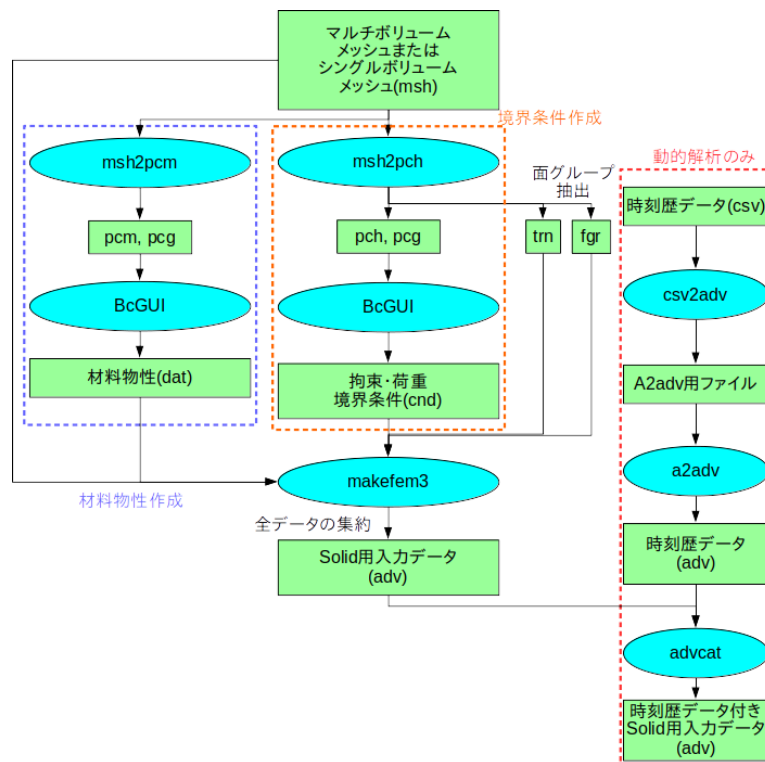 マルチボリューム
メッシュまたは
シングルボリューム
メッシュ(msh)
境界条件作成
msh2pcm
msh2pch
面グループ
抽出
動的解析のみ
pcm, pcg
pch, pcg
trn
fgr
時刻歴データ(csv)
BcGUI
BcGUI
csv2adv
材料物性(dat)
拘束・荷重
境界条件(cnd)
A2adv用ファイル
makefem3
a2adv
材料物性作成
全データの集約
Solid用入力データ
(adv)
時刻歴データ
(adv)
advcat
時刻歴データ付き
Solid用入力データ
(adv)